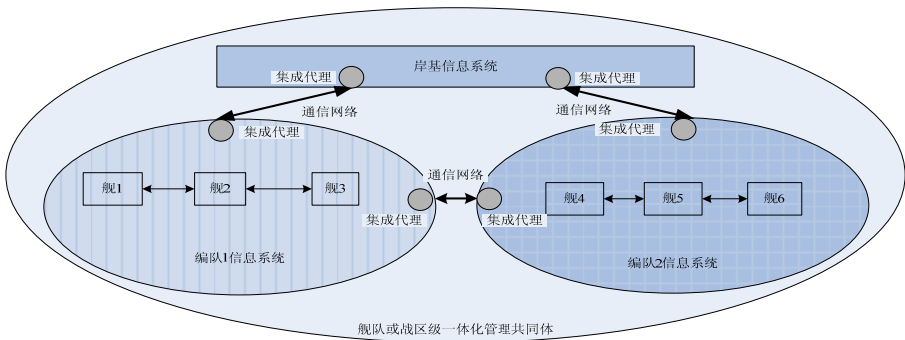 岸基信息系统
集成代理
集成代理
通信网络
通信网络
集成代理
集成代理
通信网络
舰1
舰2
舰3
舰4
舰5
舰6
集成代理
集成代理
编队1信息系统
编队2信息系统
舰队或战区级一体化管理共同体